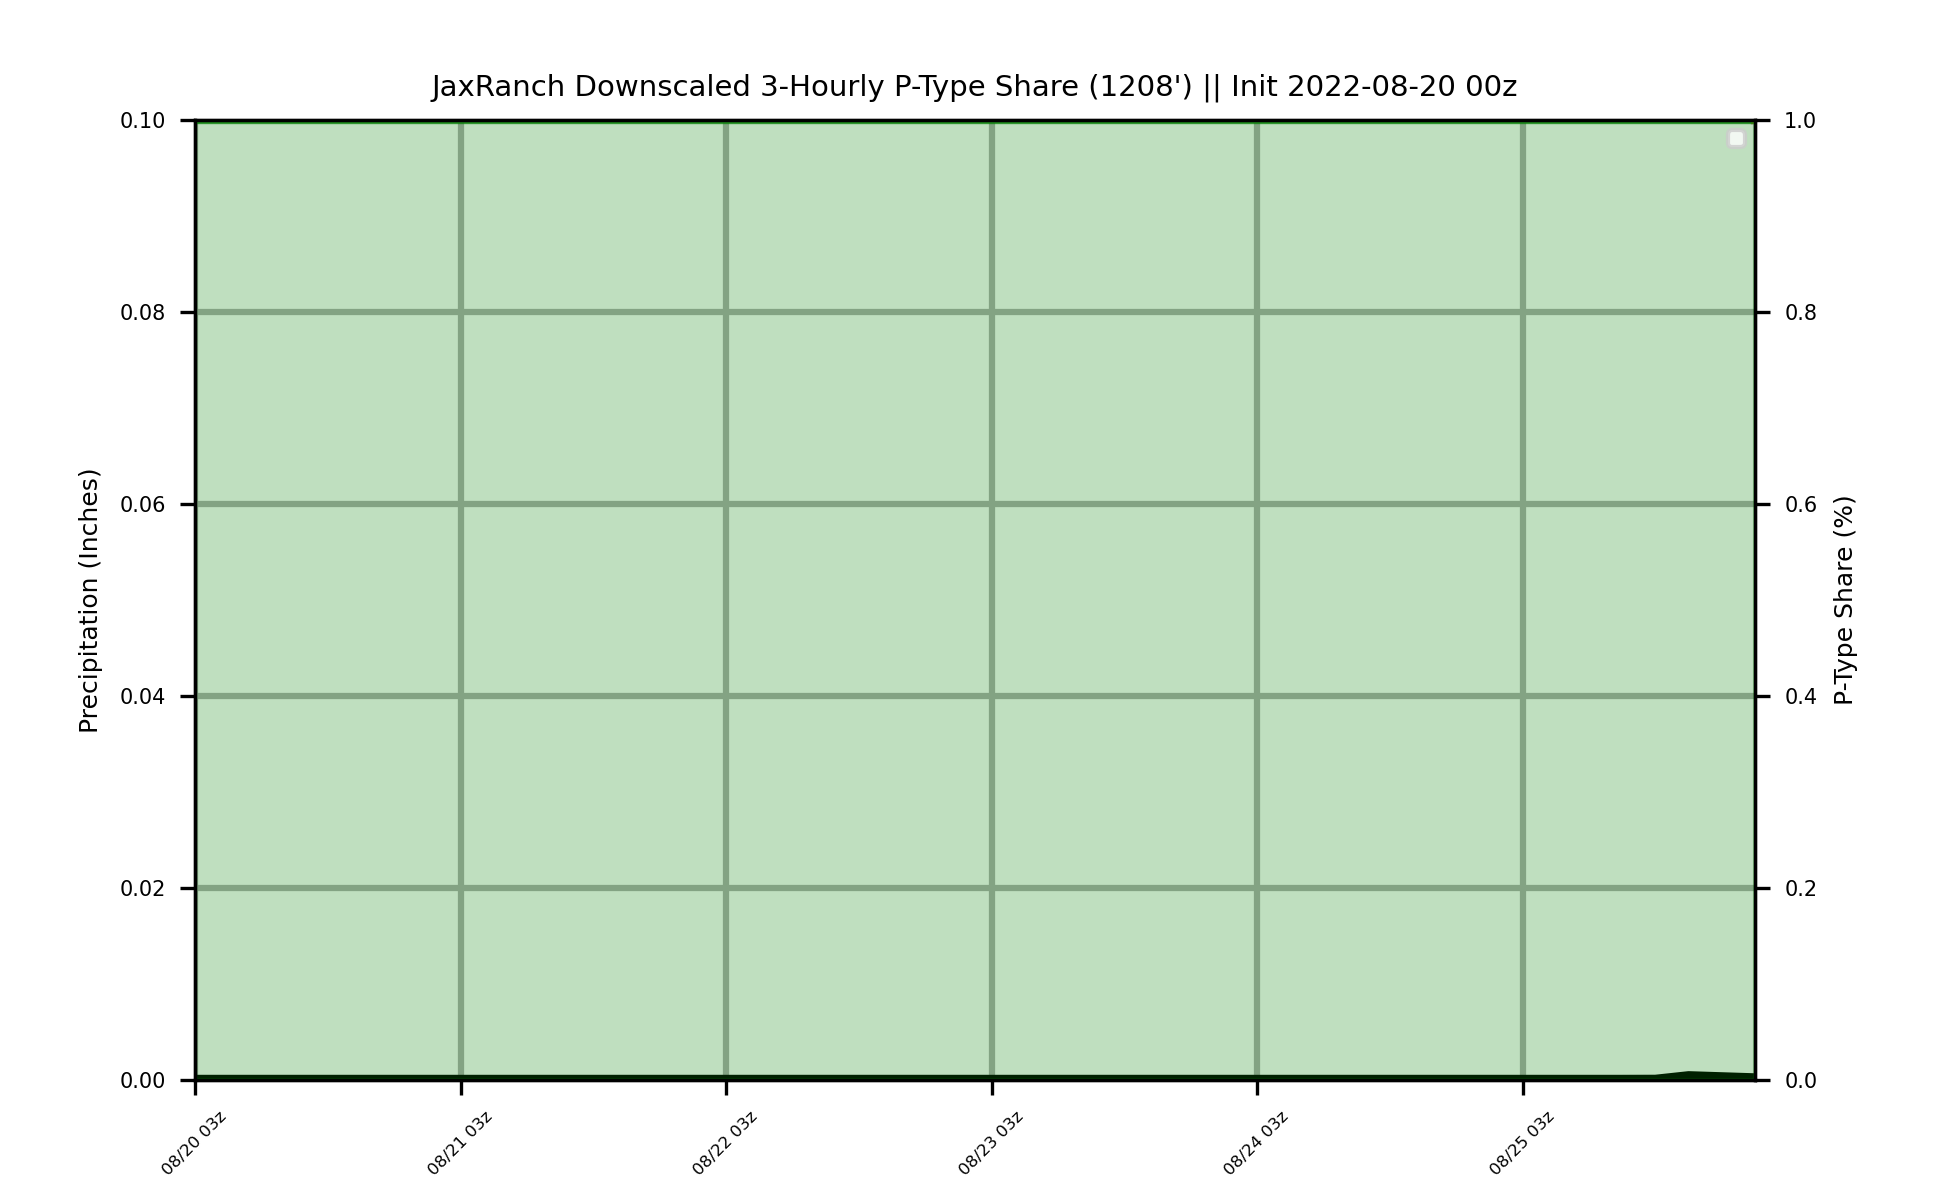 JaxRanch Downscaled 3-Hourly P-Type Share (1208') || Init 2022-08-20 00z
Precipitation (Inches)
0.10
0.08
0.06
0.04
0.02
0.00
1.0
0.8
0.6
0.4
0.2
0.0
P-Type Share (%)
08/20 03z
08/21 03z
08/22 03z
08/23 03z
08/24 03z
08/25 03z